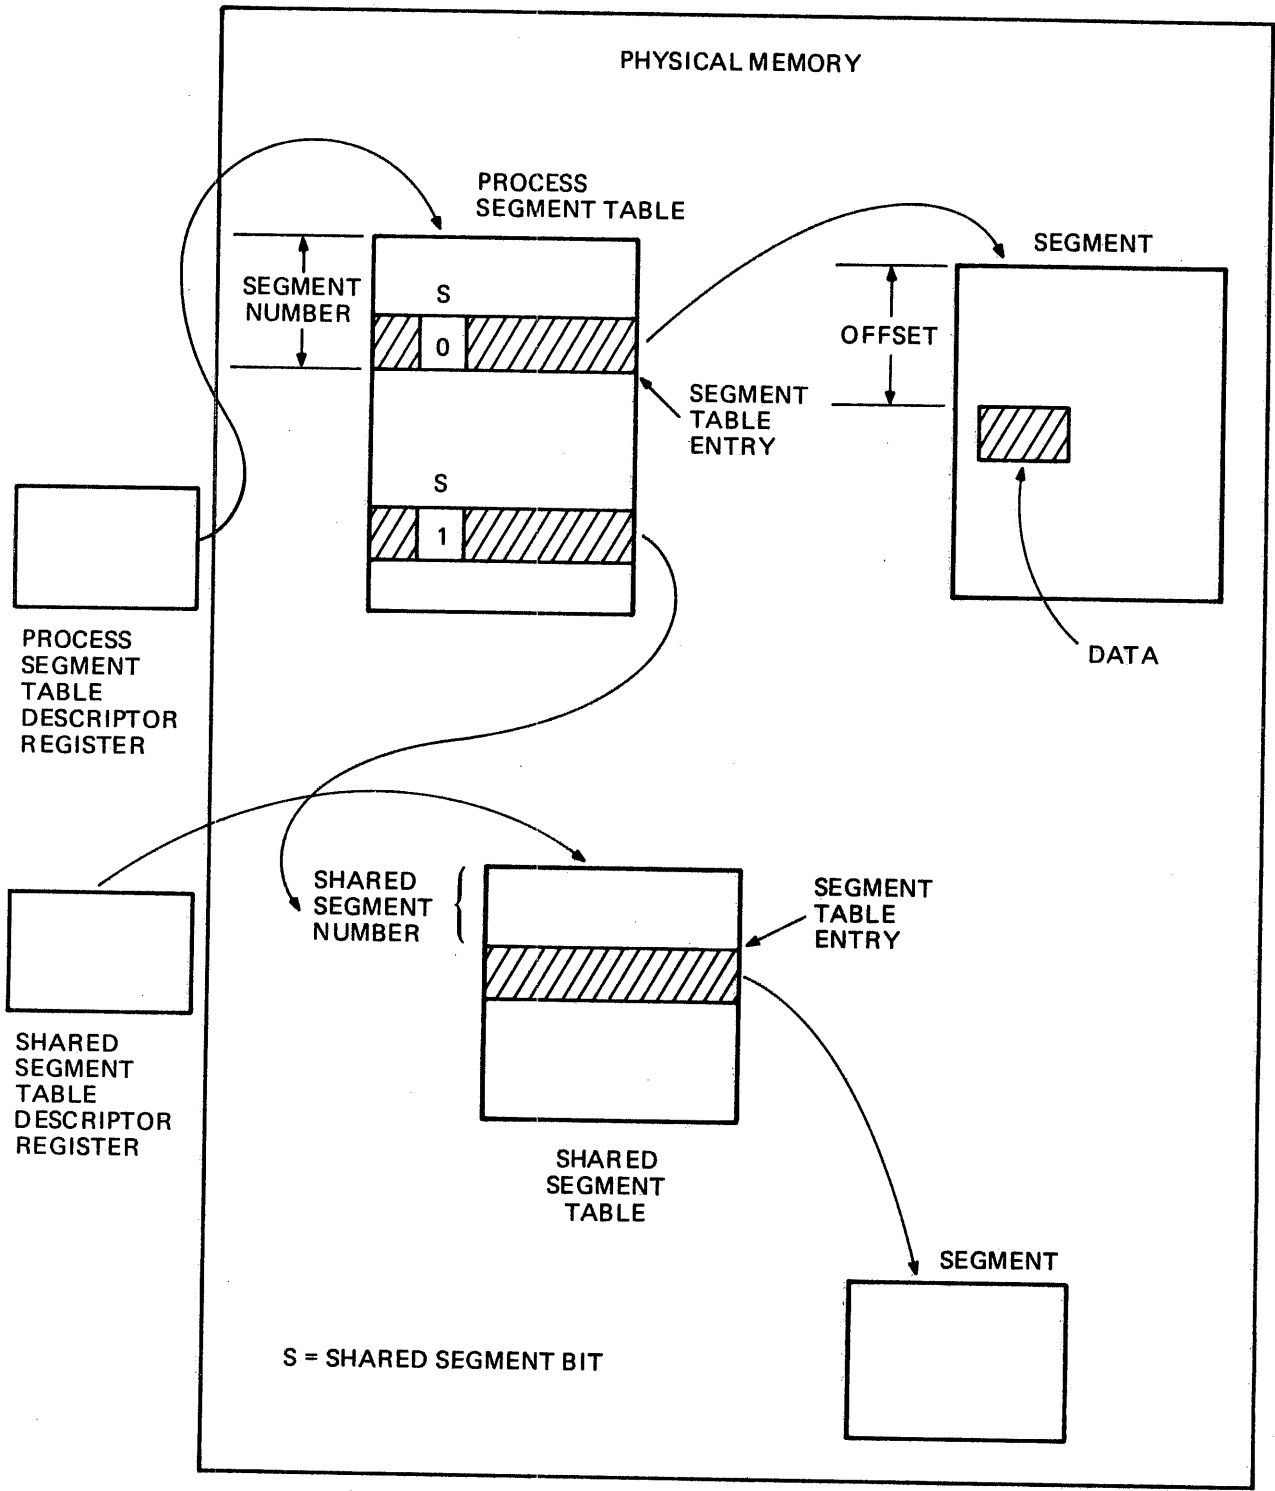 PHYSICAL MEMORY
PROCESS
SEGMENT TABLE
SEGMENT
SEGMENT
NUMBER
S
0
OFFSET
SEGMENT
TABLE
ENTRY
S
1
DATA
PROCESS
SEGMENT
TABLE
DESCRIPTOR
REGISTER
SHARED
SEGMENT
NUMBER
SEGMENT
TABLE
ENTRY
SHARED
SEGMENT
TABLE
DESCRIPTOR
REGISTER
SHARED
SEGMENT
TABLE
SEGMENT
S = SHARED SEGMENT BIT